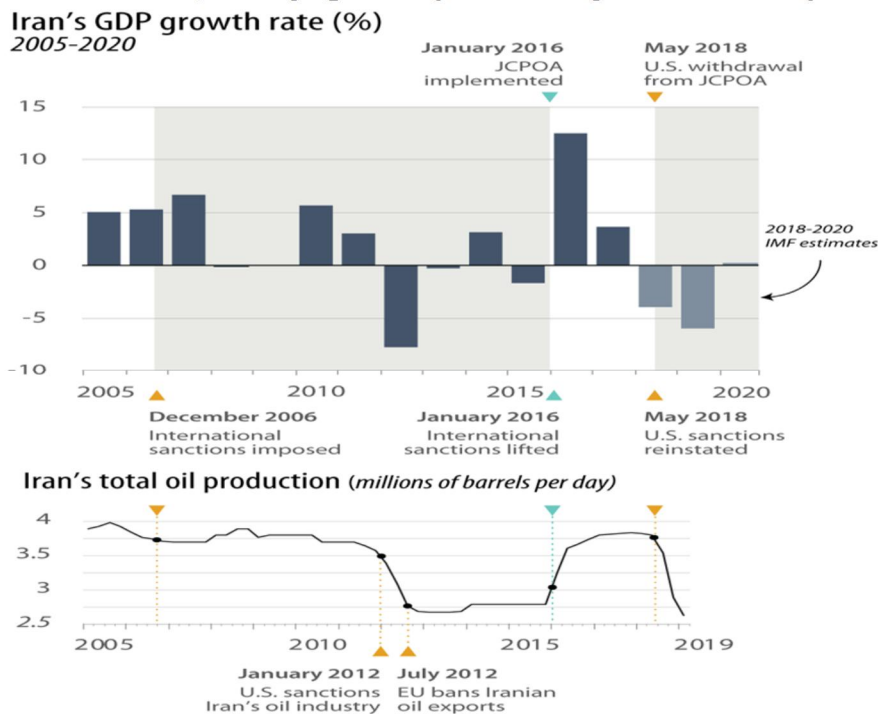 Iran's GDP growth rate (%)
2005–2020
January 2016
JCPOA
implemented
May 2018
U.S. withdrawal
from JCPOA
15
10
5
0
-5
-10
2018-2020
IMF estimates
2005
2010
2015
2020
December 2006
International
sanctions imposed
January 2016
International
sanctions lifted
May 2018
U.S. sanctions
reinstated
Iran's total oil production (millions of barrels per day)
4
3.5
3
2.5
2005
2010
2015
2019
January 2012
U.S. sanctions
Iran's oil industry
July 2012
EU bans Iranian
oil exports